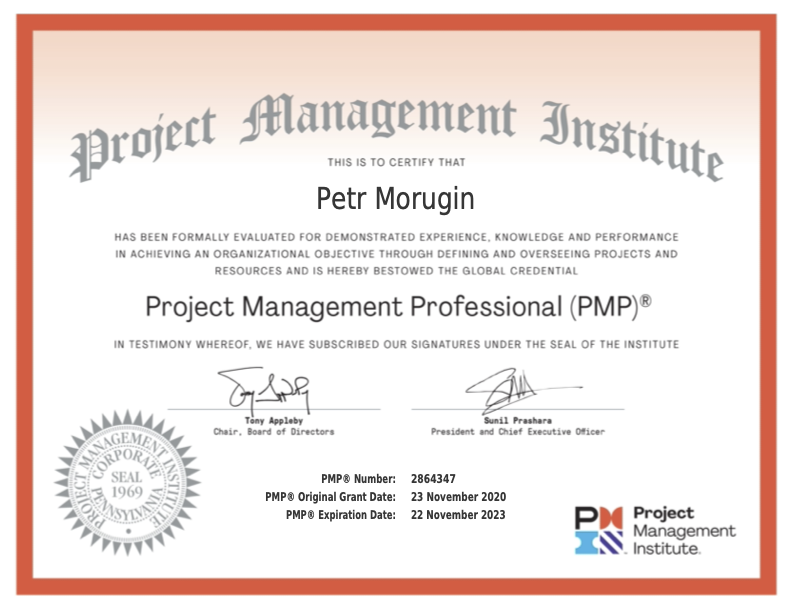 Project Management Institute
THIS IS TO CERTIFY THAT
Petr Morugin
HAS BEEN FORMALLY EVALUATED FOR DEMONSTRATED EXPERIENCE, KNOWLEDGE AND PERFORMANCE
IN ACHIEVING AN ORGANIZATIONAL OBJECTIVE THROUGH DEFINING AND OVERSEEING PROJECTS AND
RESOURCES AND IS HEREBY BESTOWED THE GLOBAL CREDENTIAL
Project Management Professional (PMP)®
IN TESTIMONY WHEREOF, WE HAVE SUBSCRIBED OUR SIGNATURES UNDER THE SEAL OF THE INSTITUTE
Tony Appleby
Chair, Board of Directors
Sunil Prashara
President and Chief Executive Officer
PROJECT MANAGEMENT INSTITUTE
CORPORATE
SEAL
1969
PENNSYLVANIA
PMP® Number: 2864347
PMP® Original Grant Date: 23 November 2020
PMP® Expiration Date: 22 November 2023
Project
Management
Institute.